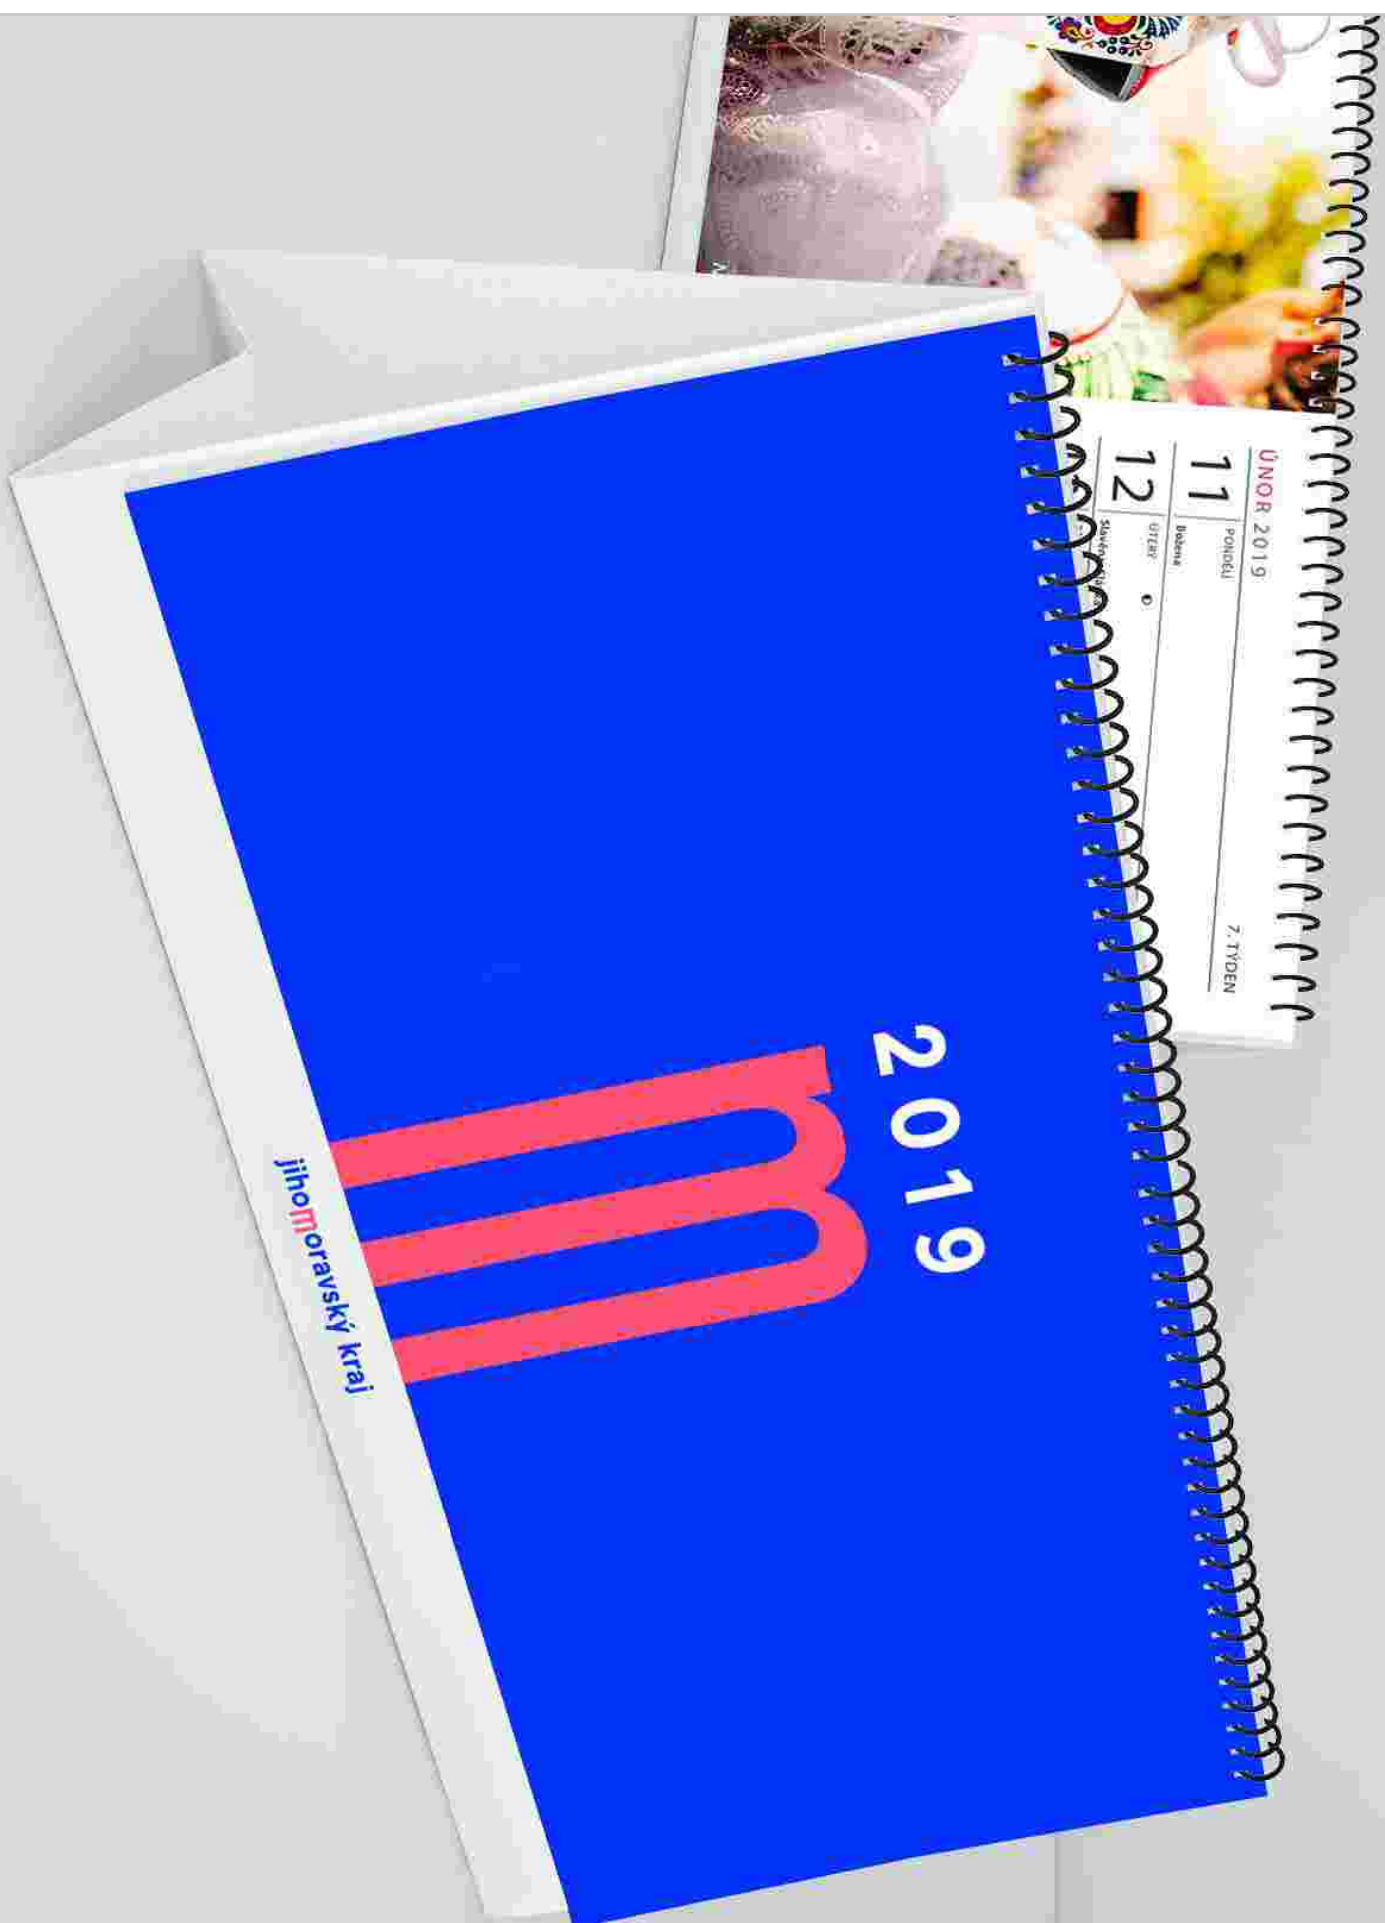 2019
m
jihomoravský kraj
ÚNOR 2019
11
PONDĚLÍ
7. TÝDEN
Božena
12
ÚTERÝ